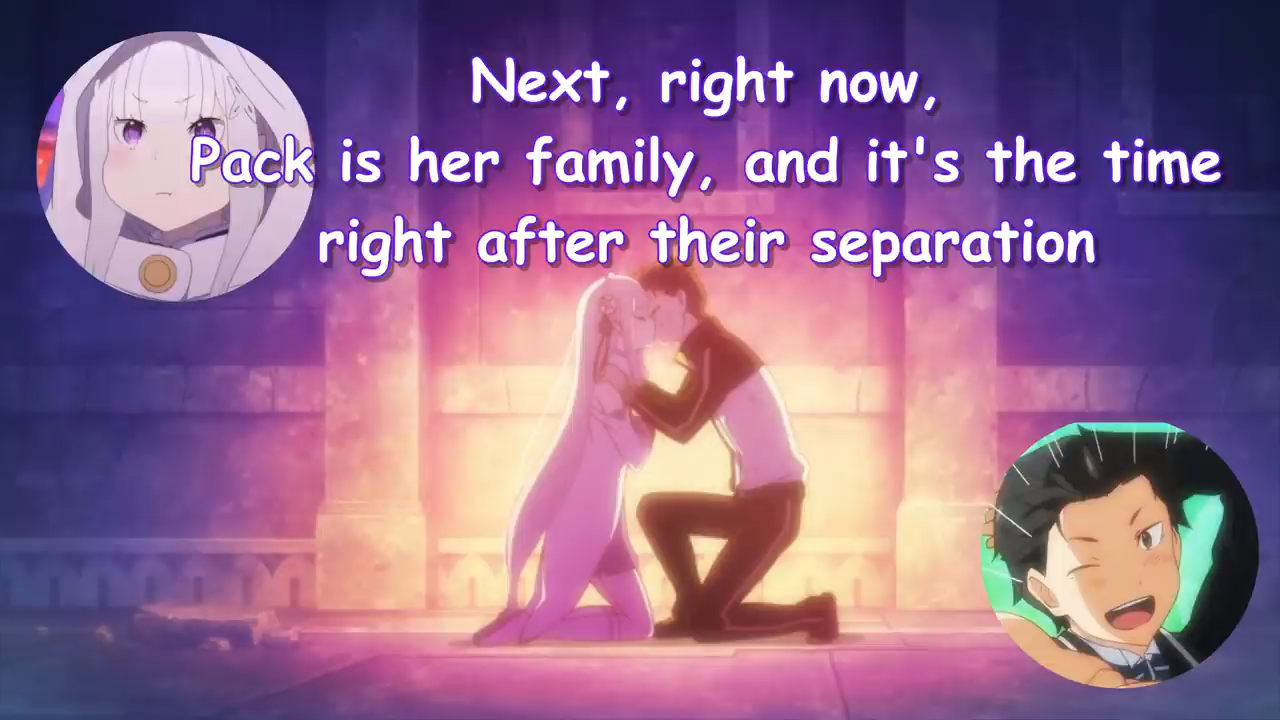 Next, right now,
Pack is her family, and it's the time
right after their separation